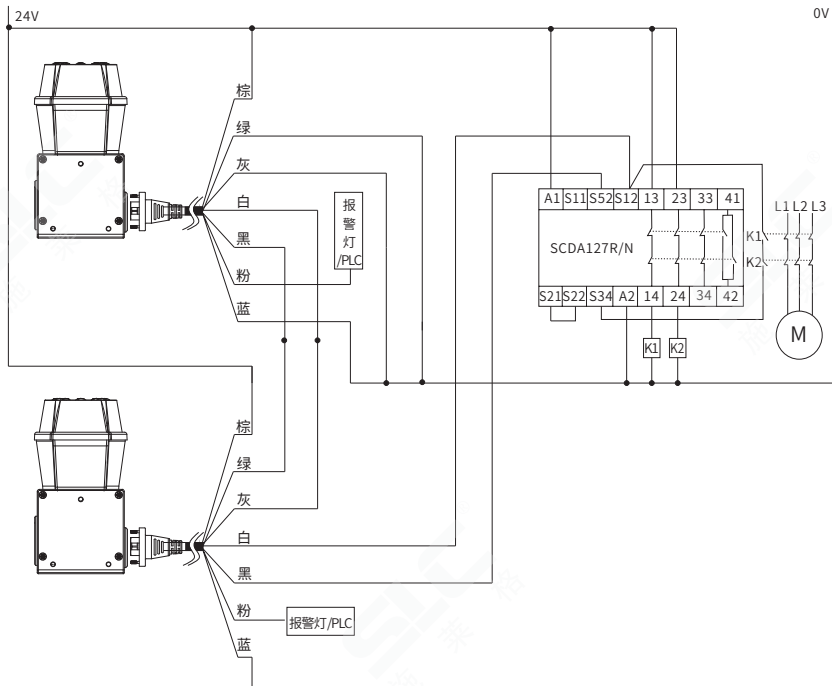 24V
0V
棕
绿
灰
白
黑
粉
蓝
报
警
灯
/PLC
A1 S11 S52 S12 13 23 33 41
SCDA127R/N
S21 S22 S34 A2 14 24 34 42
K1
K2
L1 L2 L3
K1 K2
M
棕
绿
灰
白
黑
粉
蓝
报警灯/PLC